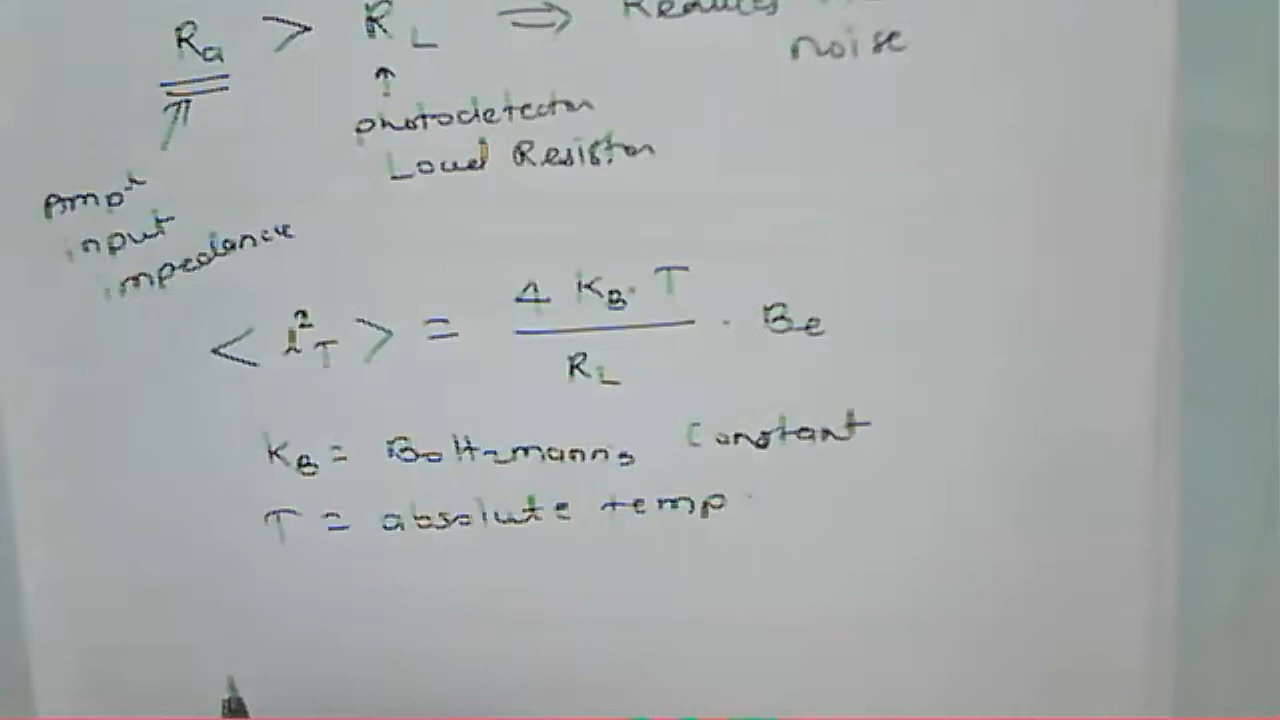 Ra > RL ⇒ Reduces
noise
photodetector
Load Resistor
Ampr
input
impedance
< i²T > = 4 KB. T / RL . Be
KB = Boltzmanns Constant
T = absolute temp